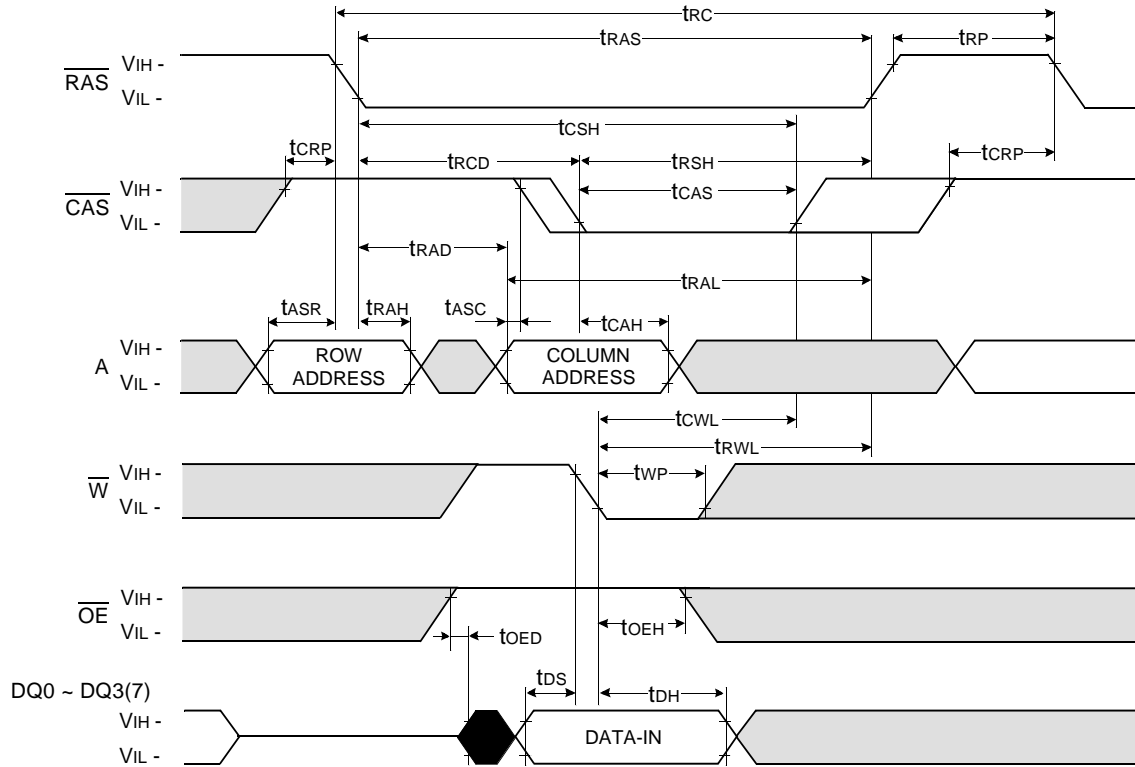 tRC
tRAS
tRP
RAS
VIH -
VIL -
tCSH
tCRP
tRCD
tRSH
tCRP
CAS
VIH -
VIL -
tCAS
tRAD
tRAL
tASR
tRAH
tASC
tCAH
A
VIH -
VIL -
ROW
ADDRESS
COLUMN
ADDRESS
tCWL
tRWL
W
VIH -
VIL -
tWP
OE
VIH -
VIL -
tOED
tOEH
DQ0 ~ DQ3(7)
tDS
tDH
VIH -
VIL -
DATA-IN